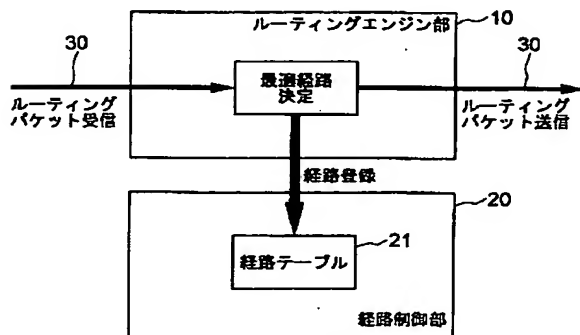 ルーティングエンジン部
10
30
30
最適経路
決定
ルーティング
パケット受信
ルーティング
パケット送信
経路登録
20
21
経路テーブル
経路制御部